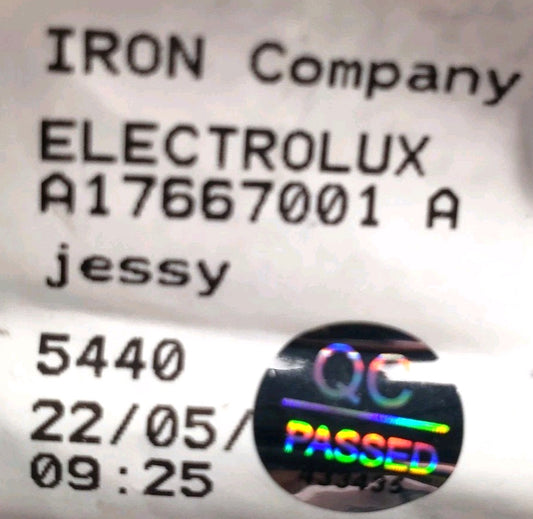 IRON Company
ELECTROLUX
A17667001 A
jessy
5440
22/05/
09:25
QC
PASSED